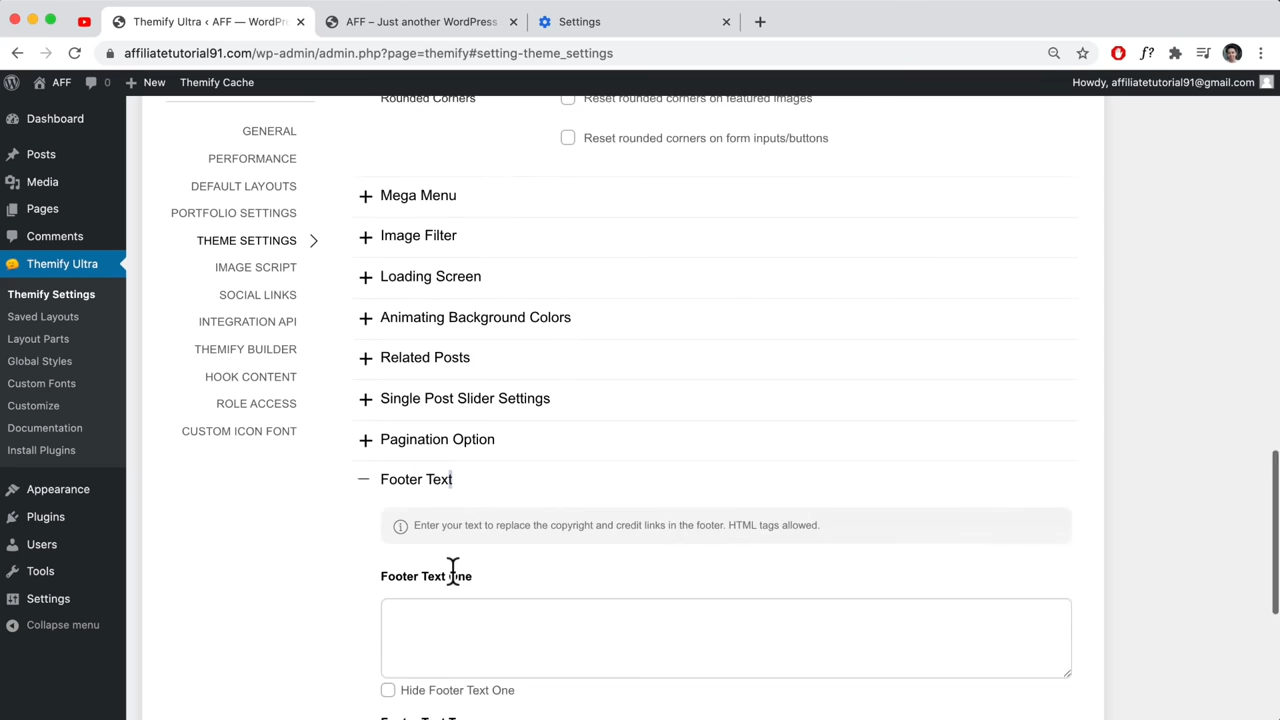 Themify Ultra ‹ AFF — WordPr
AFF – Just another WordPress
Settings
affiliatetutorial91.com/wp-admin/admin.php?page=themify#setting-theme_settings
AFF
0
New
Themify Cache
Howdy, affiliatetutorial91@gmail.com
Dashboard
Posts
Media
Pages
Comments
Themify Ultra
Themify Settings
Saved Layouts
Layout Parts
Global Styles
Custom Fonts
Customize
Documentation
Install Plugins
Appearance
Plugins
Users
Tools
Settings
Collapse menu
GENERAL
PERFORMANCE
DEFAULT LAYOUTS
PORTFOLIO SETTINGS
THEME SETTINGS
IMAGE SCRIPT
SOCIAL LINKS
INTEGRATION API
THEMIFY BUILDER
HOOK CONTENT
ROLE ACCESS
CUSTOM ICON FONT
Rounded Corners
Reset rounded corners on featured images
Reset rounded corners on form inputs/buttons
Mega Menu
Image Filter
Loading Screen
Animating Background Colors
Related Posts
Single Post Slider Settings
Pagination Option
Footer Text
Enter your text to replace the copyright and credit links in the footer. HTML tags allowed.
Footer Text One
Hide Footer Text One